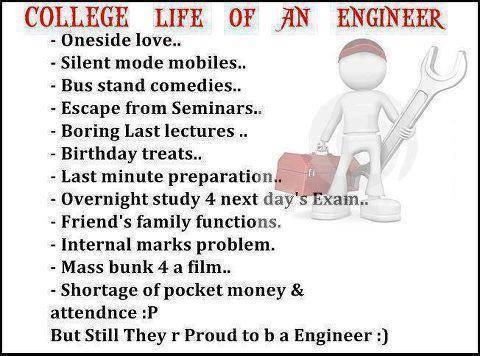 COLLEGE LIFE OF AN ENGINEER
- Oneside love..
- Silent mode mobiles..
- Bus stand comedies..
- Escape from Seminars..
- Boring Last lectures ..
- Birthday treats..
- Last minute preparation..
- Overnight study 4 next day's Exam..
- Friend's family functions.
- Internal marks problem.
- Mass bunk 4 a film..
- Shortage of pocket money &
attendnce :P
But Still They r Proud to b a Engineer :)